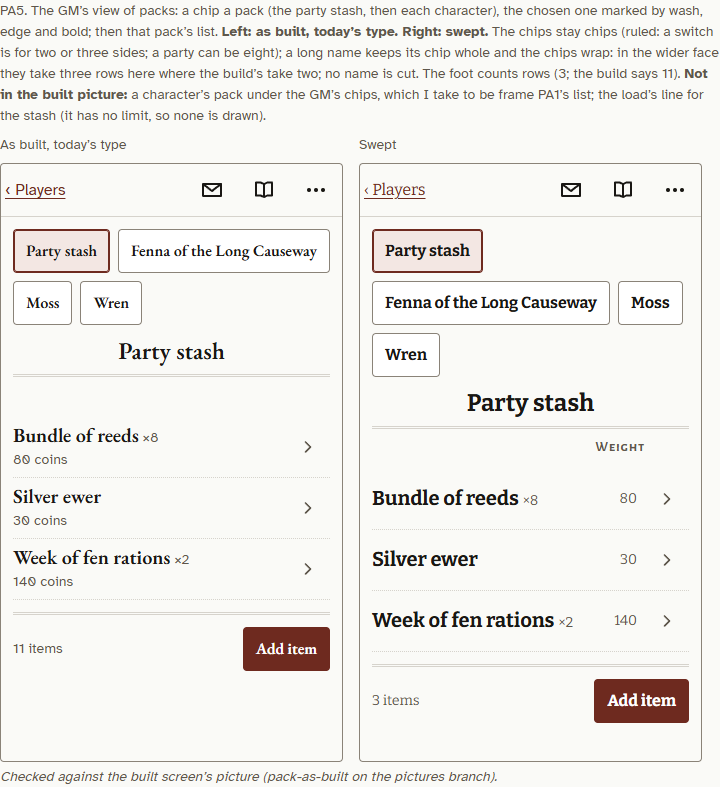 PA5. The GM's view of packs: a chip a pack (the party stash, then each character), the chosen one marked by wash,
edge and bold; then that pack's list. Left: as built, today's type. Right: swept. The chips stay chips (ruled: a switch
is for two or three sides; a party can be eight); a long name keeps its chip whole and the chips wrap: in the wider face
they take three rows here where the build's take two; no name is cut. The foot counts rows (3; the build says 11). Not
in the built picture: a character's pack under the GM's chips, which I take to be frame PA1's list; the load's line for
the stash (it has no limit, so none is drawn).
As built, today's type
‹ Players
Party stash
Fenna of the Long Causeway
Moss
Wren
Party stash
Bundle of reeds ×8
80 coins
Silver ewer
30 coins
Week of fen rations ×2
140 coins
11 items
Add item
Swept
‹ Players
Party stash
Fenna of the Long Causeway
Moss
Wren
Party stash
Weight
Bundle of reeds ×8 80
Silver ewer 30
Week of fen rations ×2 140
3 items
Add item
Checked against the built screen's picture (pack-as-built on the pictures branch).